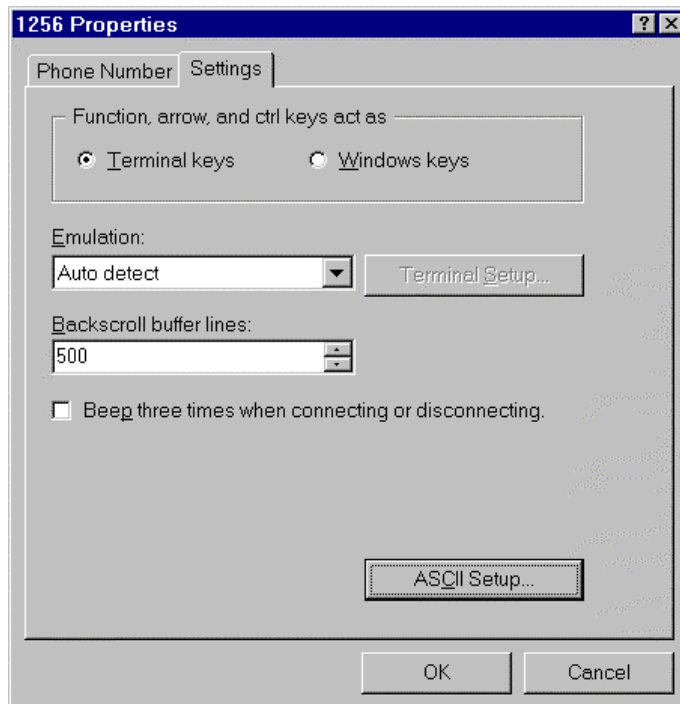 1256 Properties
Phone Number
Settings
Function, arrow, and ctrl keys act as
Terminal keys
Windows keys
Emulation:
Auto detect
Terminal Setup...
Backscroll buffer lines:
500
Beep three times when connecting or disconnecting.
ASCII Setup...
OK
Cancel